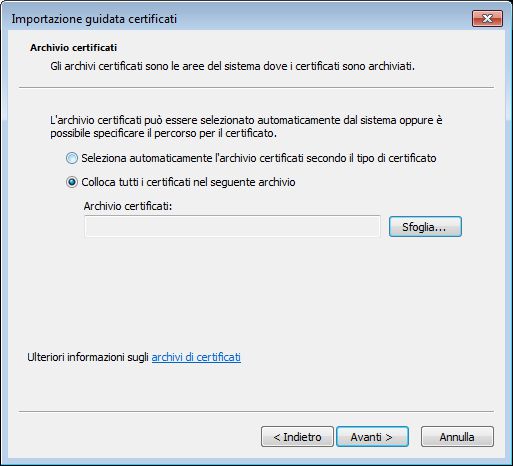 Importazione guidata certificati
Archivio certificati
Gli archivi certificati sono le aree del sistema dove i certificati sono archiviati.
L'archivio certificati può essere selezionato automaticamente dal sistema oppure è
possibile specificare il percorso per il certificato.
Seleziona automaticamente l'archivio certificati secondo il tipo di certificato
Colloca tutti i certificati nel seguente archivio
Archivio certificati:
Sfoglia...
Ulteriori informazioni sugli archivi di certificati
< Indietro
Avanti >
Annulla